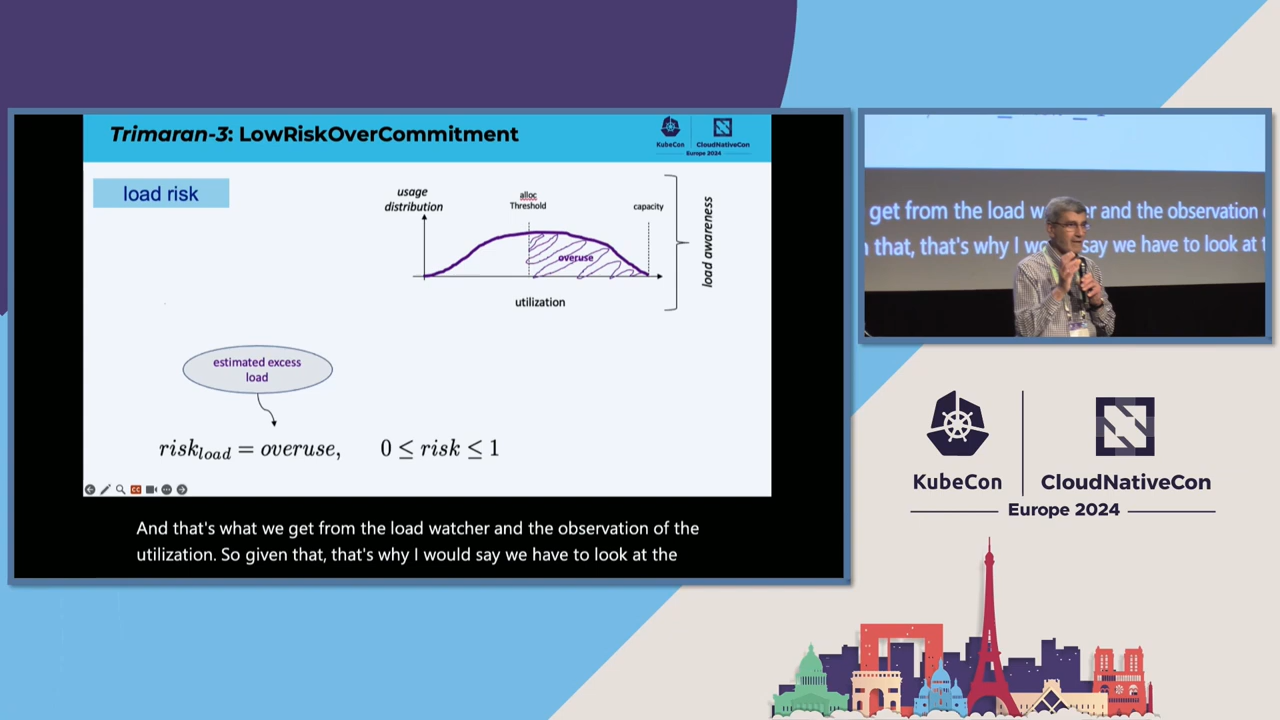 Trimaran-3: LowRiskOverCommitment
KubeCon
CloudNativeCon
Europe 2024
load risk
usage
distribution
alloc
Threshold
capacity
overuse
utilization
load awareness
estimated excess
load
risk_load = overuse, 0 ≤ risk ≤ 1
CC
And that's what we get from the load watcher and the observation of the
utilization. So given that, that's why I would say we have to look at the
get from the load w er and the observation
that, that's why I wo say we have to look at t
KubeCon
CloudNativeCon
Europe 2024